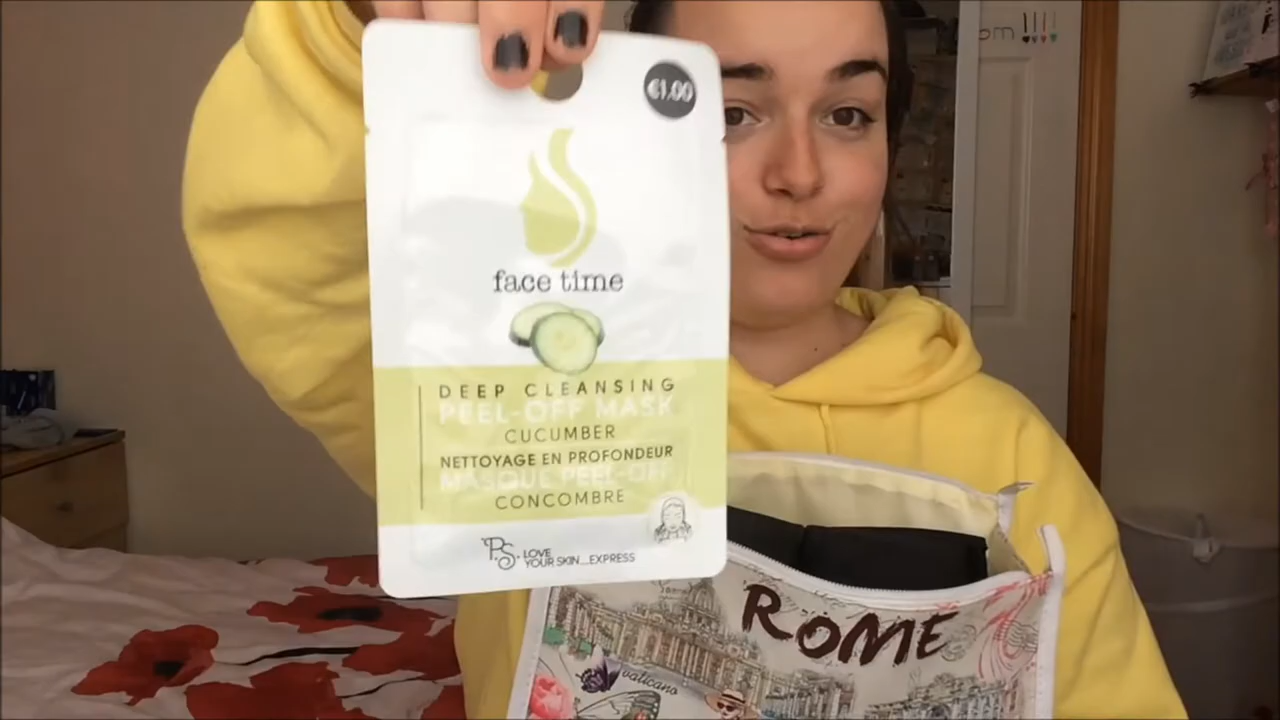 €1.00
face time
DEEP CLEANSING
PEEL-OFF MASK
CUCUMBER
NETTOYAGE EN PROFONDEUR
MASQUE PEEL-OFF
CONCOMBRE
P.S. LOVE
YOUR SKIN...EXPRESS
ROME
vaticano